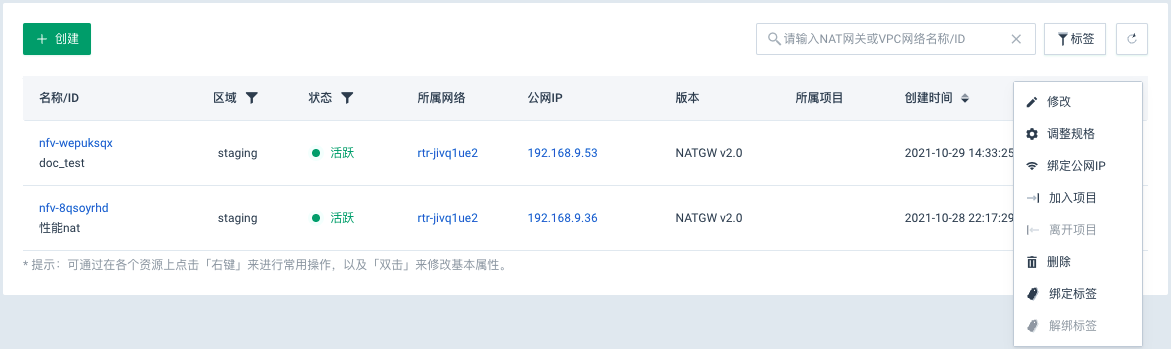 创建
请输入NAT网关或VPC网络名称/ID
标签
名称/ID 区域 状态 所属网络 公网IP 版本 所属项目 创建时间
nfv-wepuksqx
doc_test
staging 活跃 rtr-jivq1ue2 192.168.9.53 NATGW v2.0 2021-10-29 14:33:25
nfv-8qsoyrhd
性能nat
staging 活跃 rtr-jivq1ue2 192.168.9.36 NATGW v2.0 2021-10-28 22:17:29
* 提示：可通过在各个资源上点击「右键」来进行常用操作，以及「双击」来修改基本属性。
修改
调整规格
绑定公网IP
加入项目
离开项目
删除
绑定标签
解绑标签